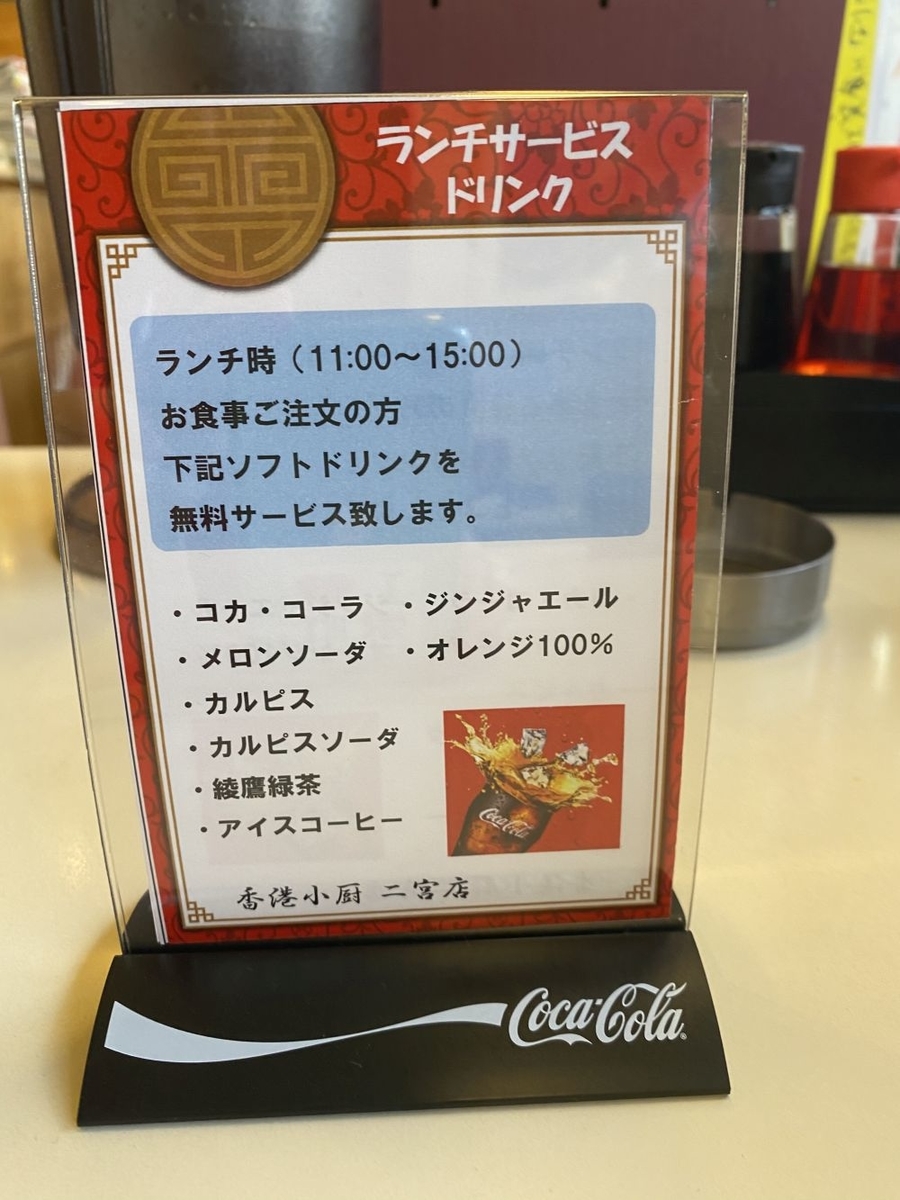 ランチサービス
ドリンク
ランチ時（11:00〜15:00）
お食事ご注文の方
下記ソフトドリンクを
無料サービス致します。
・コカ・コーラ ・ジンジャエール
・メロンソーダ ・オレンジ100%
・カルピス
・カルピスソーダ
・綾鷹緑茶
・アイスコーヒー
Coca-Cola
香港小厨 二宮店
Coca-Cola